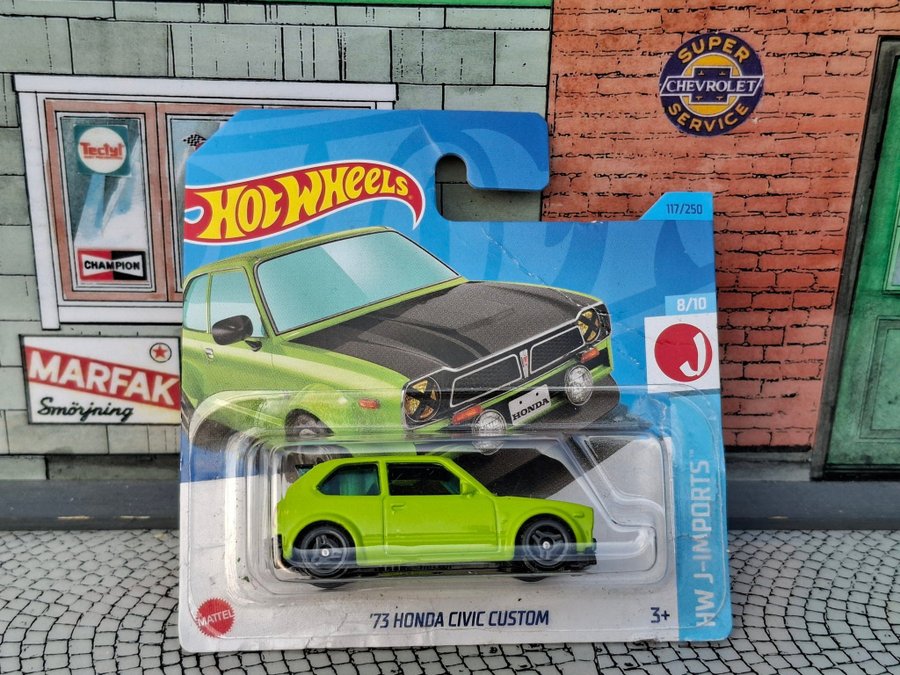 SUPER
CHEVROLET
SERVICE
Tectyl
CHAMPION
MARFAK
Smörjning
HOT WHEELS
117/250
8/10
J
HW J-IMPORTS™
HONDA
'73 HONDA CIVIC CUSTOM
3+
MATTEL